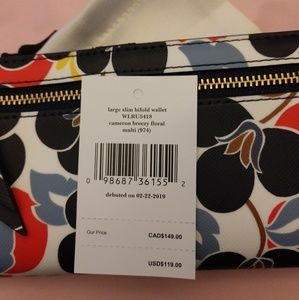 large slim bifold wallet
WLRU5418
cameron breezy floral
multi (974)
0 98687 36155 2
debuted on 02-22-2019
Our Price
CAD$149.00
USD$119.00